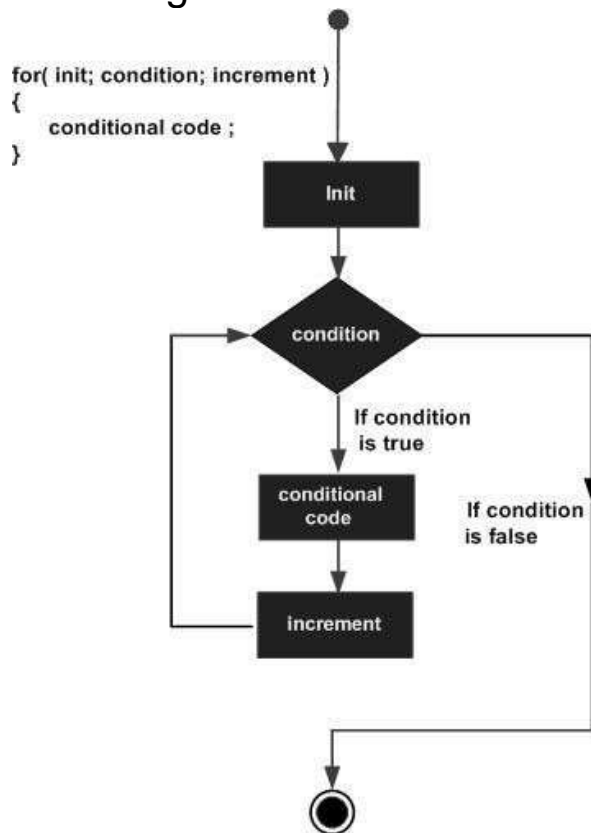 for( init; condition; increment )
{
conditional code ;
}
Init
condition
If condition
is true
conditional
code
If condition
is false
increment